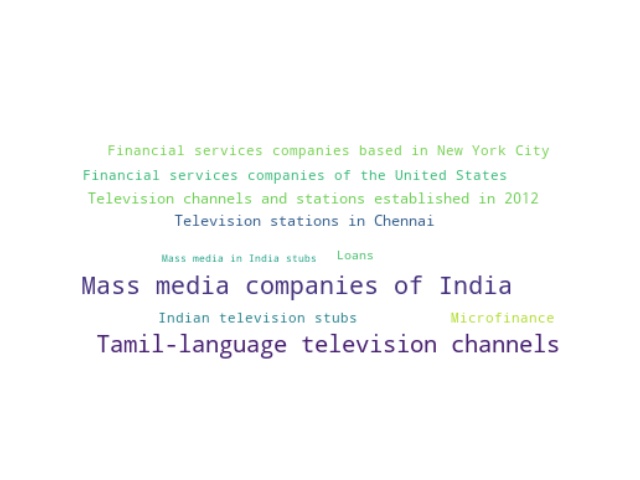 Financial services companies based in New York City
Financial services companies of the United States
Television channels and stations established in 2012
Television stations in Chennai
Mass media in India stubs Loans
Mass media companies of India
Indian television stubs Microfinance
Tamil-language television channels